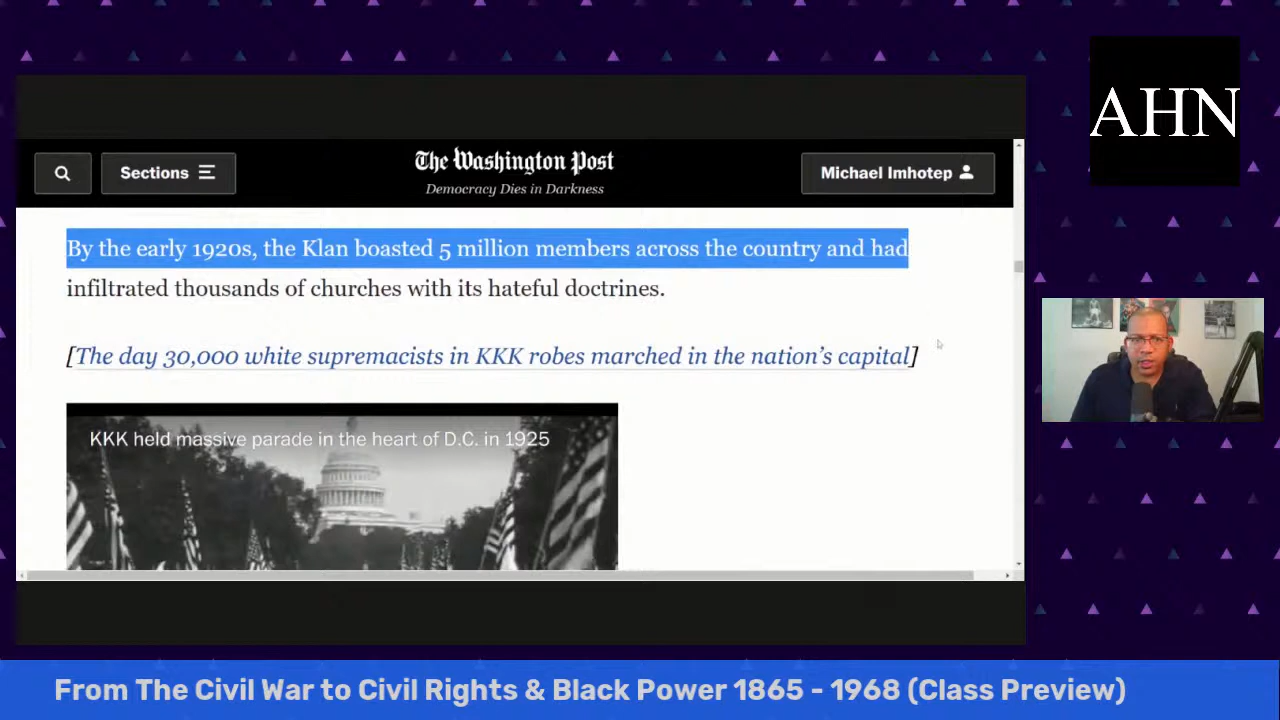 AHN
The Washington Post
Democracy Dies in Darkness
Sections
Michael Imhotep
By the early 1920s, the Klan boasted 5 million members across the country and had
infiltrated thousands of churches with its hateful doctrines.
[The day 30,000 white supremacists in KKK robes marched in the nation's capital]
KKK held massive parade in the heart of D.C. in 1925
From The Civil War to Civil Rights & Black Power 1865 - 1968 (Class Preview)